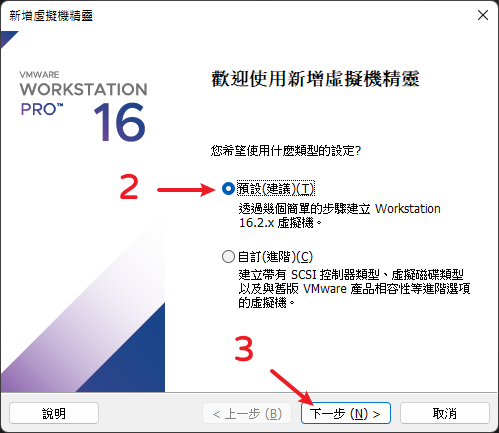 新增虛擬機精靈
VMWARE
WORKSTATION
PRO™ 16
歡迎使用新增虛擬機精靈
您希望使用什麼類型的設定?
2
預設(建議)(T)
透過幾個簡單的步驟建立 Workstation
16.2.x 虛擬機。
自訂(進階)(C)
建立帶有 SCSI 控制器類型、虛擬磁碟類型
以及與舊版 VMware 產品相容性等進階選項
的虛擬機。
3
說明
< 上一步 (B)
下一步 (N) >
取消